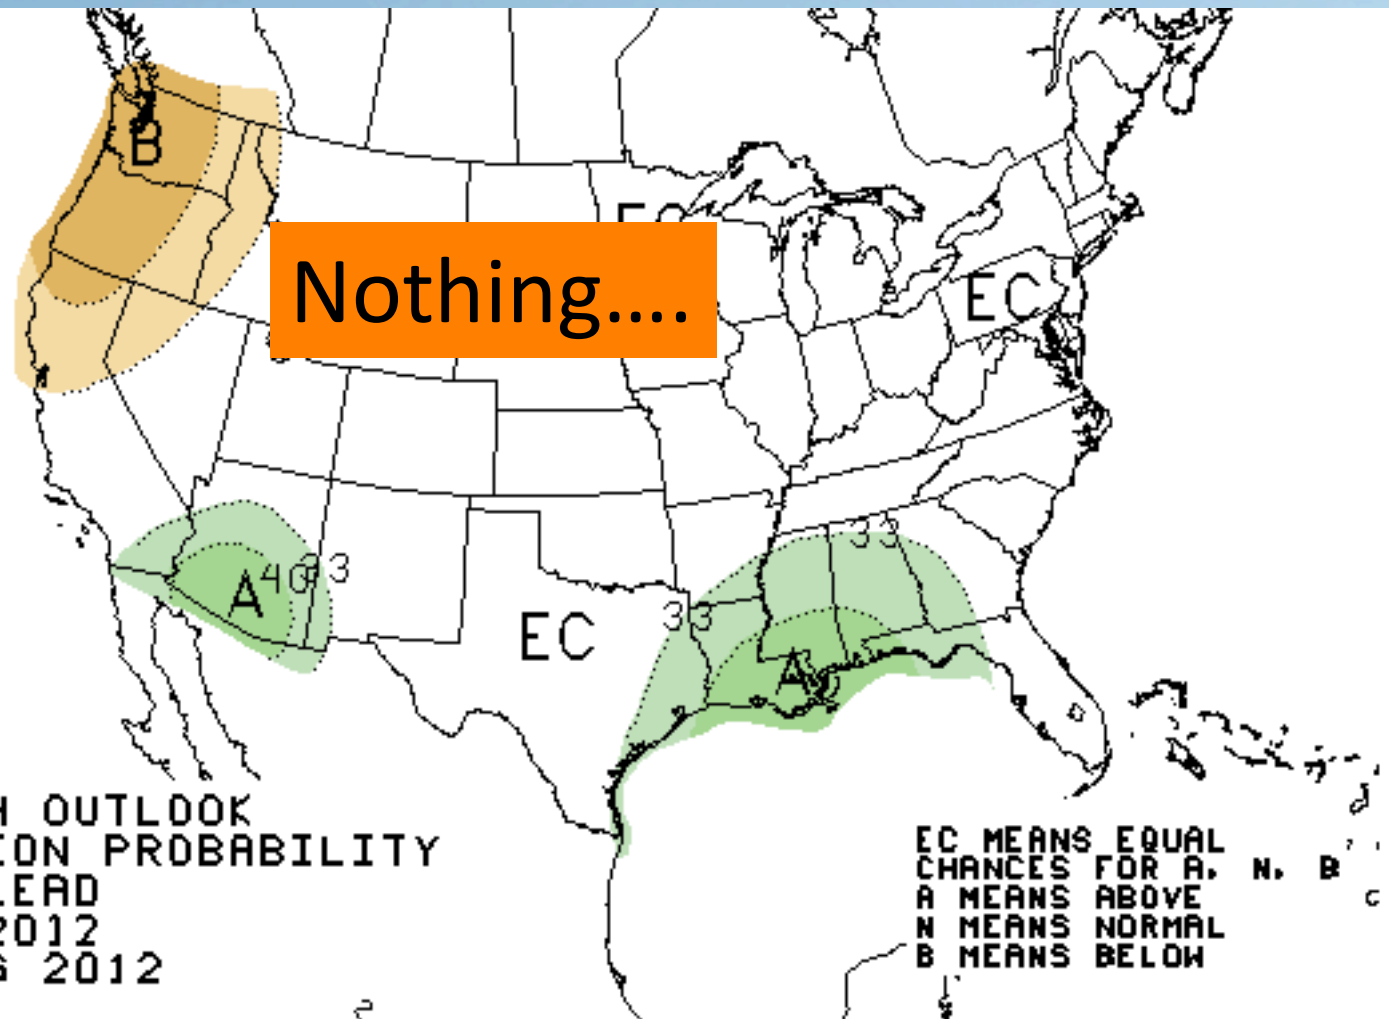 B
EC
Nothing....
EC
33
A 40 33
EC
33
A
OUTLOOK
ION PROBABILITY
LEAD
2012
2012
EC MEANS EQUAL
CHANCES FOR A, N, B
A MEANS ABOVE
N MEANS NORMAL
B MEANS BELOW